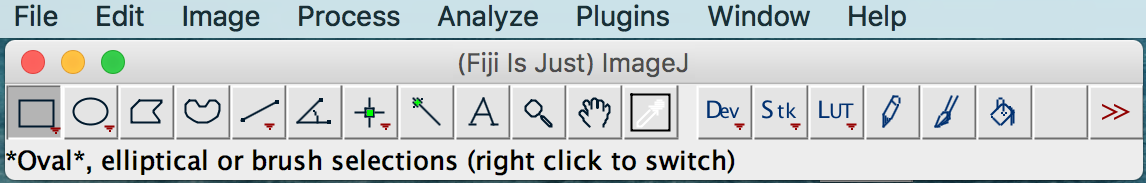 File Edit Image Process Analyze Plugins Window Help
(Fiji Is Just) ImageJ
A Dev Stk LUT >>
*Oval*, elliptical or brush selections (right click to switch)